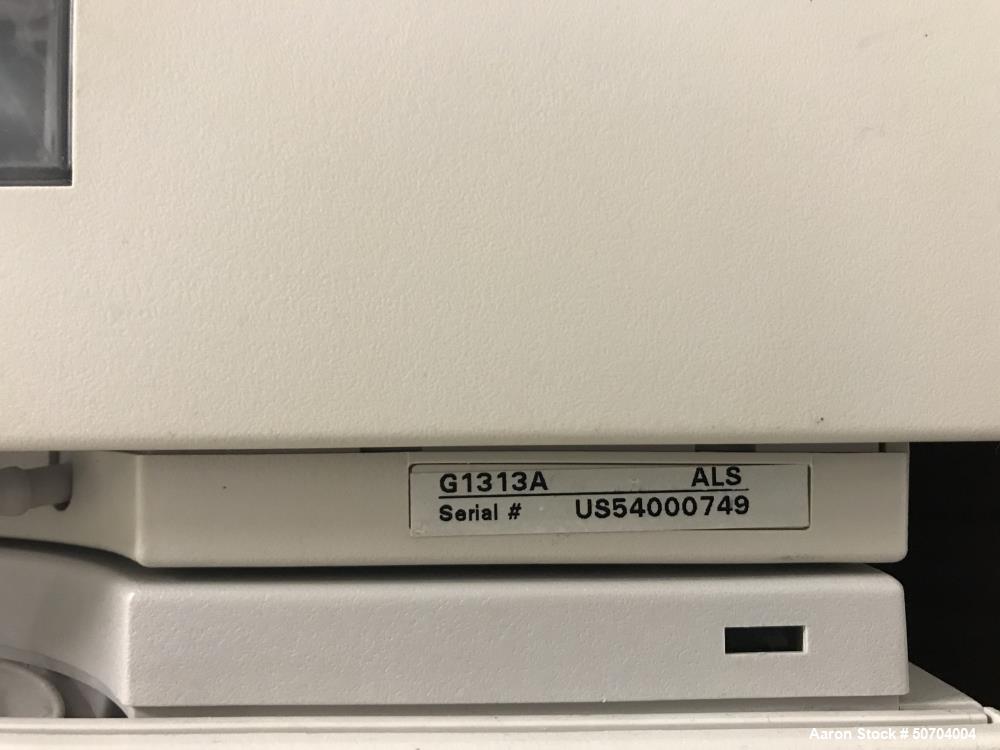 G1313A ALS
Serial # US54000749
Aaron Stock # 50704004